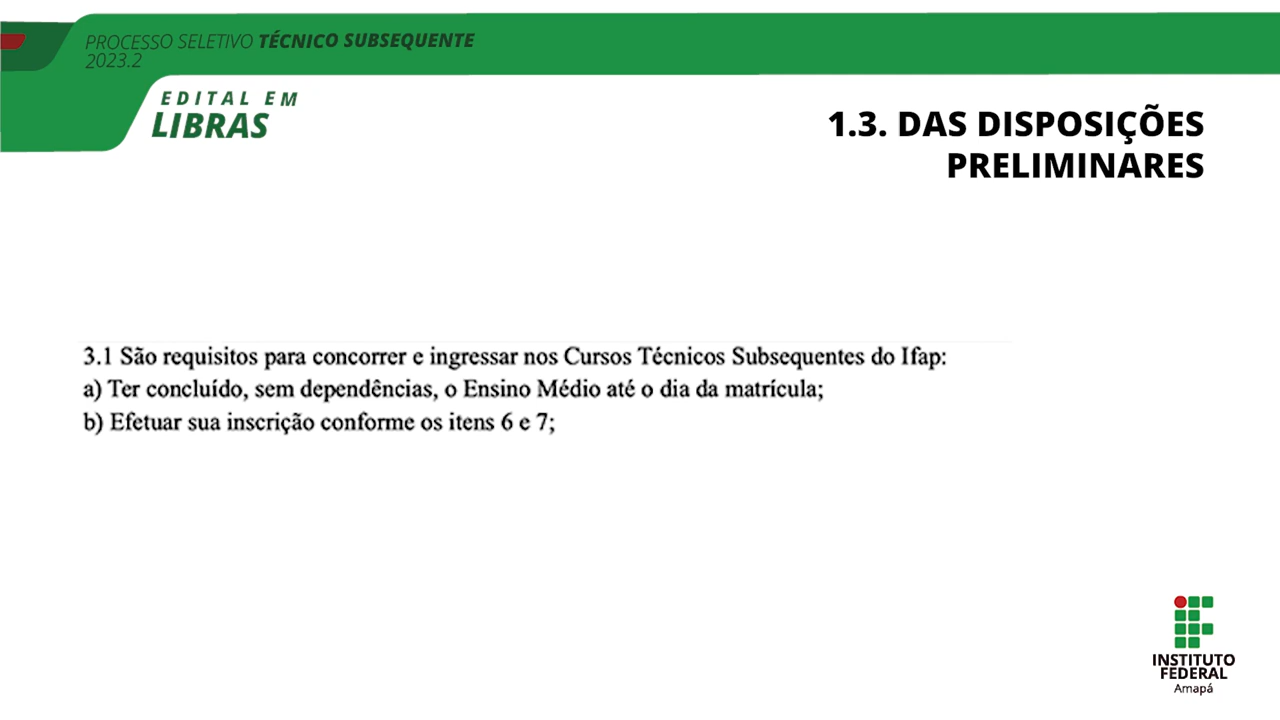 PROCESSO SELETIVO TÉCNICO SUBSEQUENTE
2023.2
EDITAL EM
LIBRAS
1.3. DAS DISPOSIÇÕES
PRELIMINARES
3.1 São requisitos para concorrer e ingressar nos Cursos Técnicos Subsequentes do Ifap:
a) Ter concluído, sem dependências, o Ensino Médio até o dia da matrícula;
b) Efetuar sua inscrição conforme os itens 6 e 7;
INSTITUTO
FEDERAL
Amapá